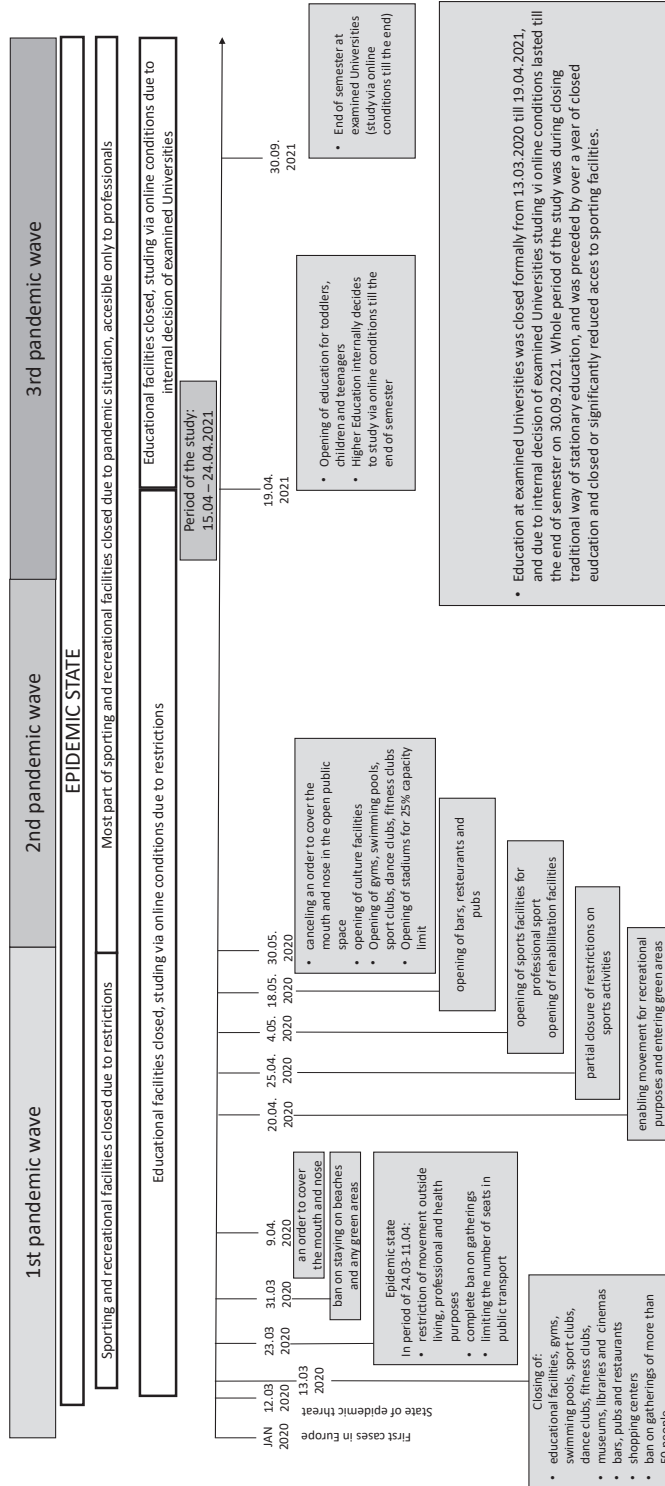 1st pandemic wave
2nd pandemic wave
3rd pandemic wave
EPIDEMIC STATE
Sporting and recreational facilities closed due to restrictions
Most part of sporting and recreational facilities closed due to pandemic situation, accesible only to professionals
Educational facilities closed, studing via online conditions due to restrictions
Educational facilities closed, studing via online conditions due to
internal decision of examined Universities
Period of the study:
15.04 – 24.04.2021
JAN
2020
First cases in Europe
12.03
2020
State of epidemic threat
13.03
2020
Closing of:
• educational facilities, gyms,
swimming pools, sport clubs,
dance clubs, fitness clubs,
• museums, libraries and cinemas
• bars, pubs and restaurants
• shopping centers
• ban on gatherings of more than
50 people
23.03
2020
Epidemic state
In period of 24.03-11.04:
• restriction of movement outside
living, professional and health
purposes
• complete ban on gatherings
• limiting the number of seats in
public transport
31.03
2020
ban on staying on beaches
and any green areas
9.04.
2020
an order to cover
the mouth and nose
20.04.
2020
enabling movement for recreational
purposes and entering green areas
25.04.
2020
partial closure of restrictions on
sports activities
4.05.
2020
opening of sports facilities for
professional sport
opening of rehabilitation facilities
18.05.
2020
opening of bars, resteurants and
pubs
30.05.
2020
• canceling an order to cover the
mouth and nose in the open public
space
• opening of culture facilities
• Opening of gyms, swimming pools,
sport clubs, dance clubs, fitness clubs
• Opening of stadiums for 25% capacity
limit
19.04.
2021
• Opening of education for toddlers,
children and teenagers
• Higher Education internally decides
to study via online conditions till the
end of semester
30.09.
2021
• End of semester at
examined Universities
(study via online
conditions till the end)
• Education at examined Universities was closed formally from 13.03.2020 till 19.04.2021,
and due to internal decision of examined Universities studing vi online conditions lasted till
the end of semester on 30.09.2021. Whole period of the study was during closing
traditional way of stationary education, and was preceded by over a year of closed
eudcation and closed or significantly reduced acces to sporting facilities.